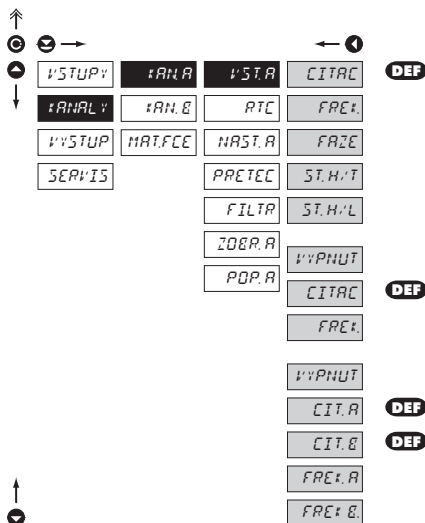 VSTUPY KAN. A VST. A CITAC DEF
KANALY KAN. B RTC FREK.
VYSTUP MAT.FCE NAST. A FAZE
SERVIS PRETEC ST. H/T
FILTR ST. H/L
ZOBR. A VYPNUT
POP. A CITAC DEF
FREK.
VYPNUT
CIT. A DEF
CIT. B DEF
FREK. A
FREK B.